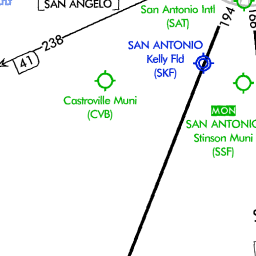 SAN ANGELO
San Antonio Intl
(SAT)
194
238
41
SAN ANTONIO
Kelly Fld
(SKF)
Castroville Muni
(CVB)
MON
SAN ANTONIO
Stinson Muni
(SSF)